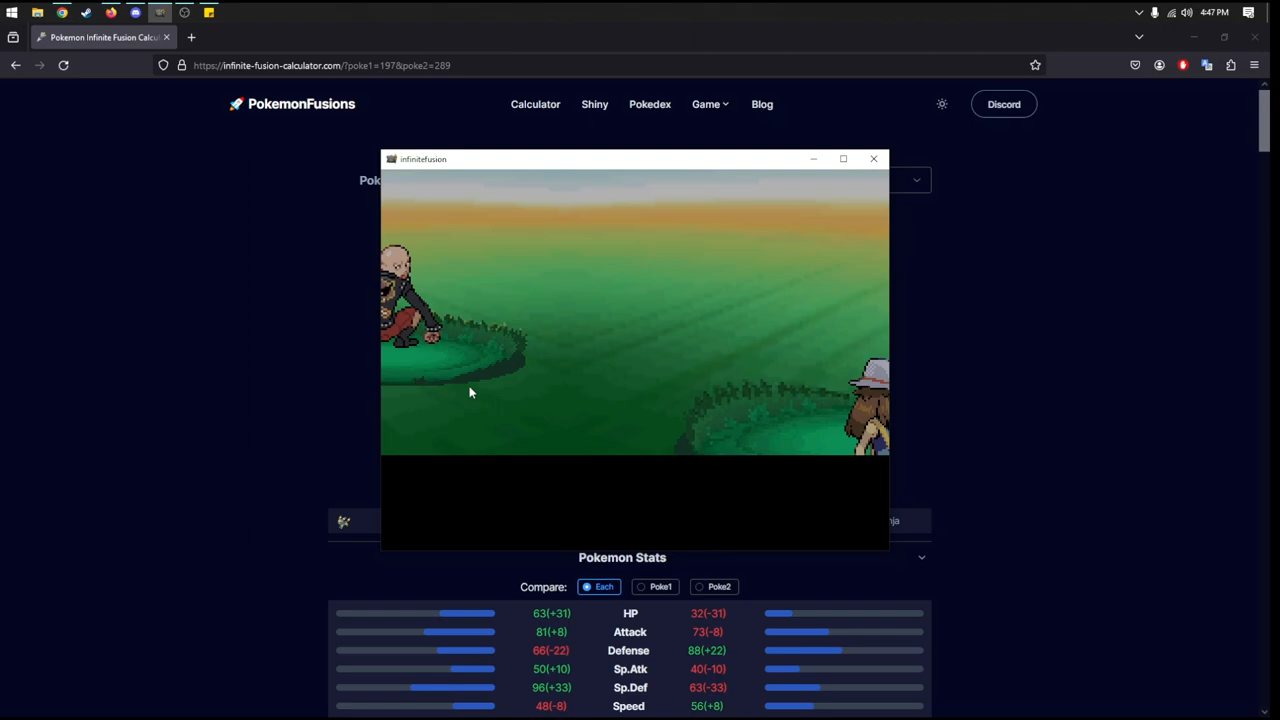 4:47 PM
Pokemon Infinite Fusion Calcu
https://infinite-fusion-calculator.com/?poke1=197&poke2=289
PokemonFusions
Calculator
Shiny
Pokedex
Game
Blog
Discord
infinitefusion
Pok
nja
Pokemon Stats
Compare:
Each
Poke1
Poke2
63(+31) HP 32(-31)
81(+8) Attack 73(-8)
66(-22) Defense 88(+22)
50(+10) Sp.Atk 40(-10)
96(+33) Sp.Def 63(-33)
48(-8) Speed 56(+8)